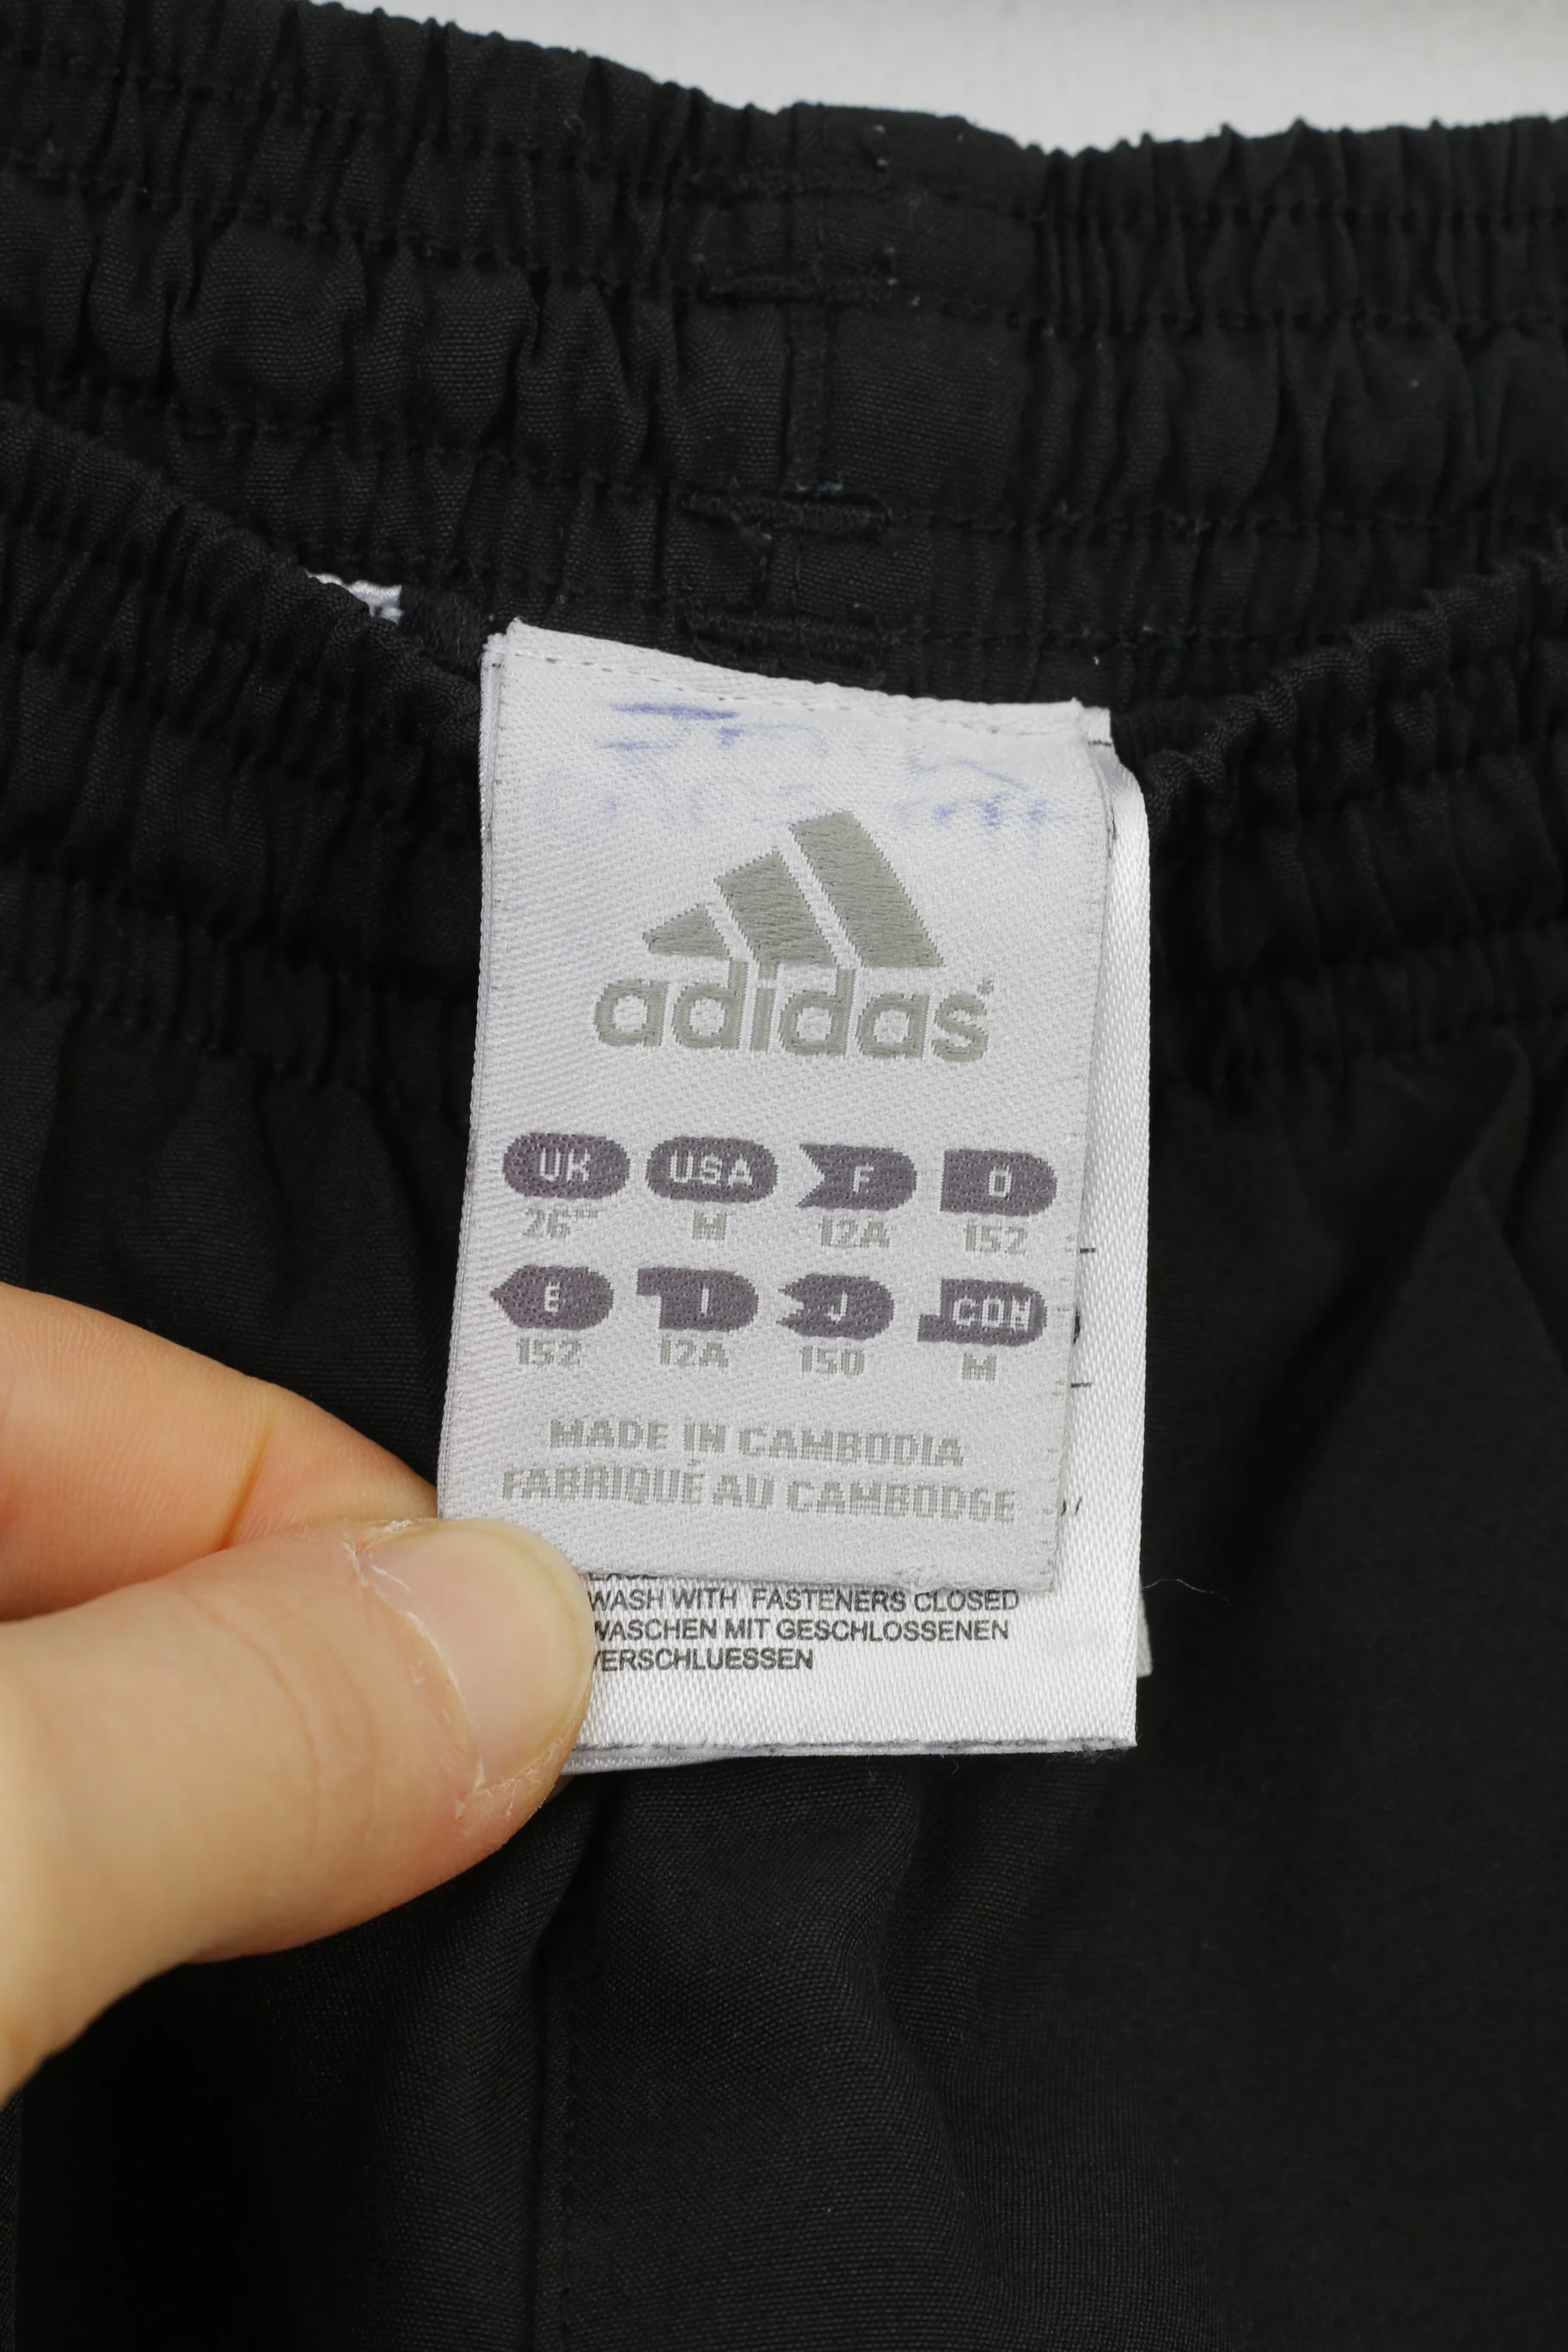 adidas®
UK USA F D
26"" M 12A 152
E I J CDN
152 12A 150 M
MADE IN CAMBODIA
FABRIQUÉ AU CAMBODGE
WASH WITH FASTENERS CLOSED
WASCHEN MIT GESCHLOSSENEN
VERSCHLUESSEN